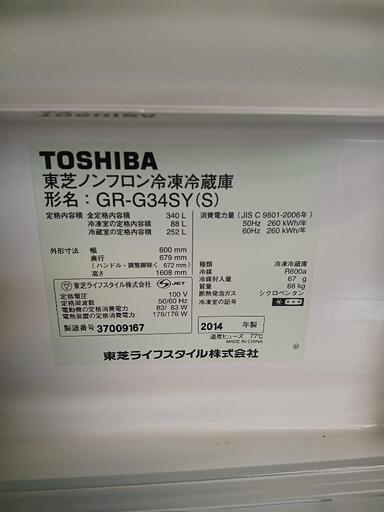 TOSHIBA
東芝ノンフロン冷凍冷蔵庫
形名：GR-G34SY(S)
定格内容積 全定格内容積 340 L
冷凍室の定格内容積 88 L
冷蔵室の定格内容積 252 L
外形寸法 幅 600 mm
奥行 679 mm
(ハンドル・調整脚除く 672 mm)
高さ 1608 mm
東芝ライフスタイル株式会社 S JET
定格電圧 100 V
定格周波数 50/60 Hz
電動機の定格消費電力 83/ 83 W
電熱装置の定格消費電力 176/176 W
製造番号 37009167
消費電力量 (JIS C 9801-2006年)
50Hz 260 kWh/年
60Hz 260 kWh/年
種類 冷凍冷蔵庫
冷媒 R600a
冷媒封入量 67 g
質量 68 kg
断熱発泡ガス シクロペンタン
冷凍室の記号
2014 年製
温度ヒューズ 77℃
MADE IN CHINA
東芝ライフスタイル株式会社